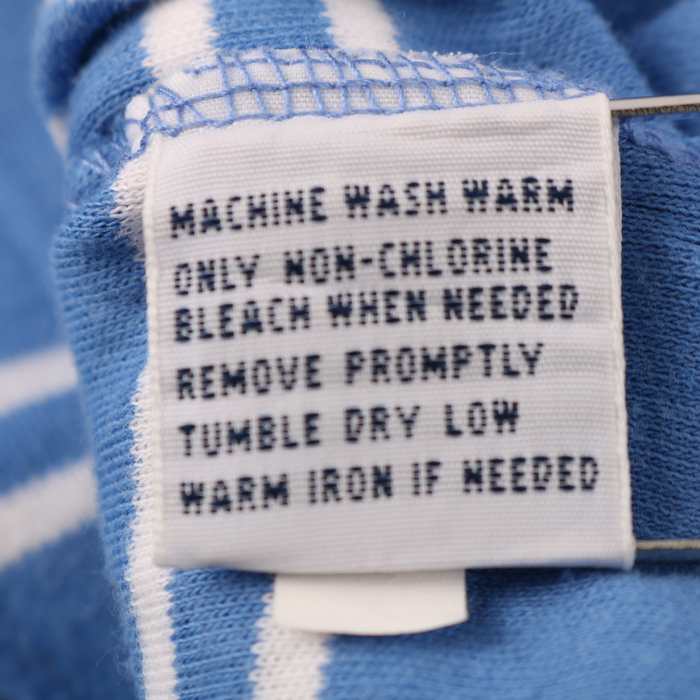 MACHINE WASH WARM
ONLY NON-CHLORINE
BLEACH WHEN NEEDED
REMOVE PROMPTLY
TUMBLE DRY LOW
WARM IRON IF NEEDED